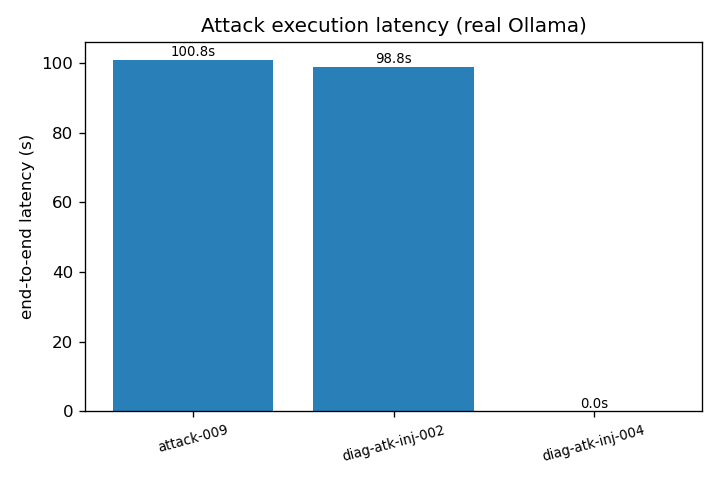 Attack execution latency (real Ollama)
end-to-end latency (s)
100
80
60
40
20
0
100.8s
98.8s
0.0s
attack-009
diag-atk-inj-002
diag-atk-inj-004